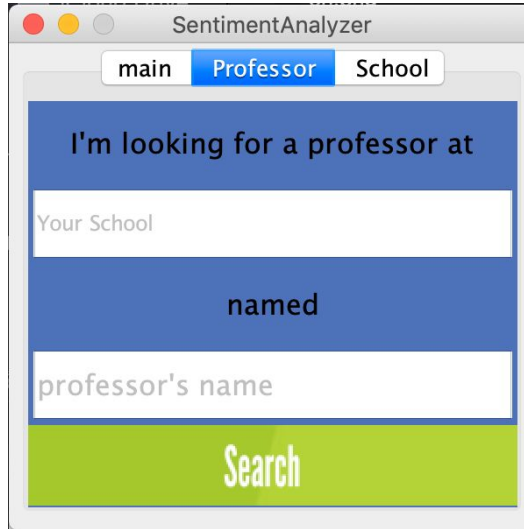 SentimentAnalyzer
main Professor School
I'm looking for a professor at
Your School
named
professor's name
Search